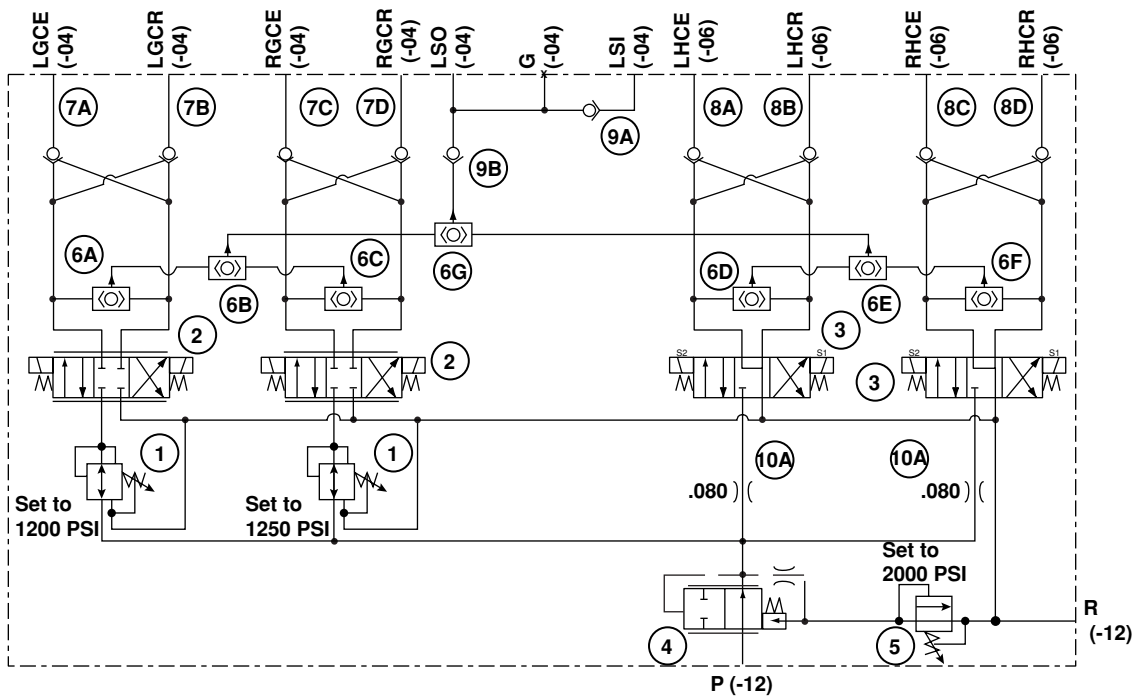 LGCE
(-04)
LGCR
(-04)
RGCE
(-04)
RGCR
(-04)
LSO
(-04)
G
(-04)
LSI
(-04)
LHCE
(-06)
LHCR
(-06)
RHCE
(-06)
RHCR
(-06)
7A
7B
7C
7D
9A
8A
8B
8C
8D
9B
6A
6B
6C
6G
6D
6E
6F
2
2
3
3
S2
S1
S2
S1
1
1
10A
10A
Set to
1200 PSI
Set to
1250 PSI
.080
.080
Set to
2000 PSI
4
5
R
(-12)
P (-12)